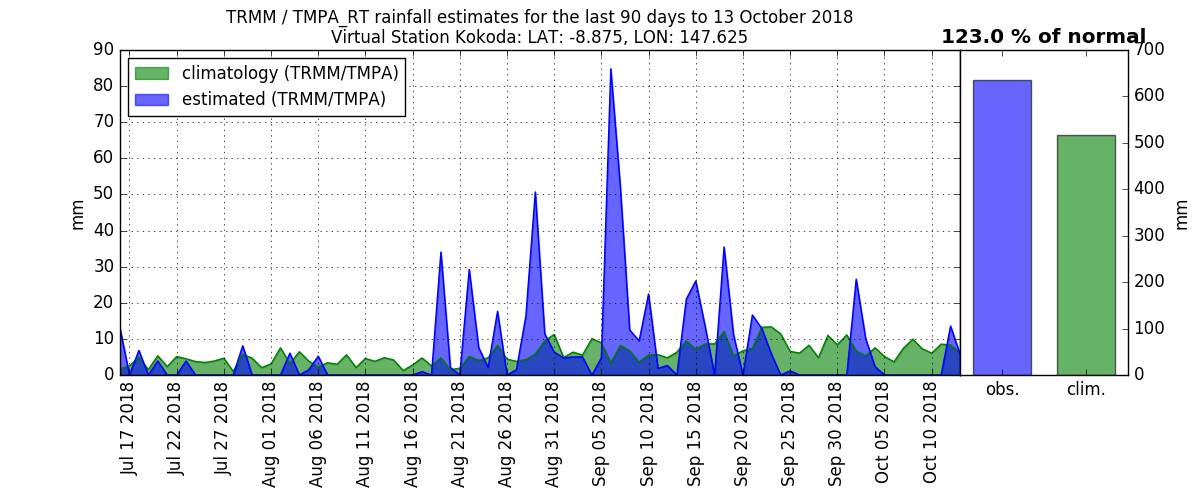 TRMM / TMPA_RT rainfall estimates for the last 90 days to 13 October 2018
Virtual Station Kokoda: LAT: -8.875, LON: 147.625
123.0 % of normal
climatology (TRMM/TMPA)
estimated (TRMM/TMPA)
90
80
70
60
50
40
30
20
10
0
mm
Jul 17 2018
Jul 22 2018
Jul 27 2018
Aug 01 2018
Aug 06 2018
Aug 11 2018
Aug 16 2018
Aug 21 2018
Aug 26 2018
Aug 31 2018
Sep 05 2018
Sep 10 2018
Sep 15 2018
Sep 20 2018
Sep 25 2018
Sep 30 2018
Oct 05 2018
Oct 10 2018
obs.
clim.
700
600
500
400
300
200
100
0
mm